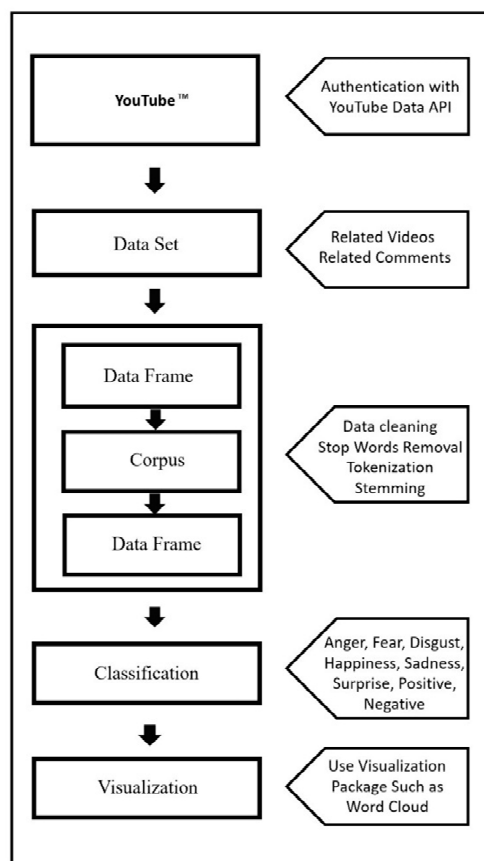 YouTube™
Authentication with
YouTube Data API
Data Set
Related Videos
Related Comments
Data Frame
Corpus
Data Frame
Data cleaning
Stop Words Removal
Tokenization
Stemming
Classification
Anger, Fear, Disgust,
Happiness, Sadness,
Surprise, Positive,
Negative
Visualization
Use Visualization
Package Such as
Word Cloud